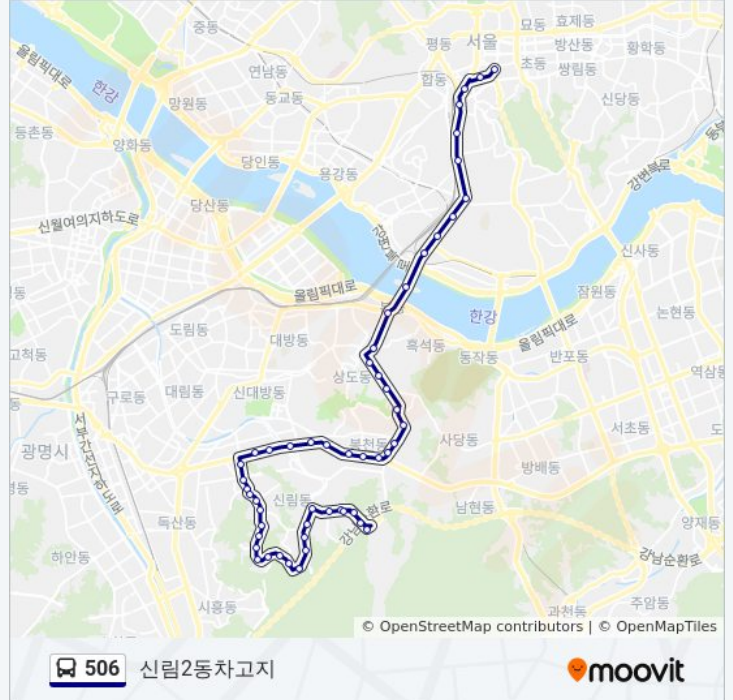 중동
평동
서울
묘동
효제동
방산동
황학동
올림픽대로
한강
연남동
합동
초동
쌍림동
망원동
동교동
신당동
등촌동
양화동
당인동
용강동
강변북로
당산동
신월여의지하도로
신사동
올림픽대로
잠원동
한강
논현동
도림동
대방동
흑석동
동작동
올림픽대로
반포동
고척동
상도동
역삼동
구로동
대림동
신대방동
서부간선지하도로
광명시
봉천동
사당동
서초동
방배동
신림동
남현동
독산동
강남순환로
양재동
하안동
강남순환로
시흥동
과천동
주암동
© OpenStreetMap contributors | © OpenMapTiles
506 신림2동차고지
moovit